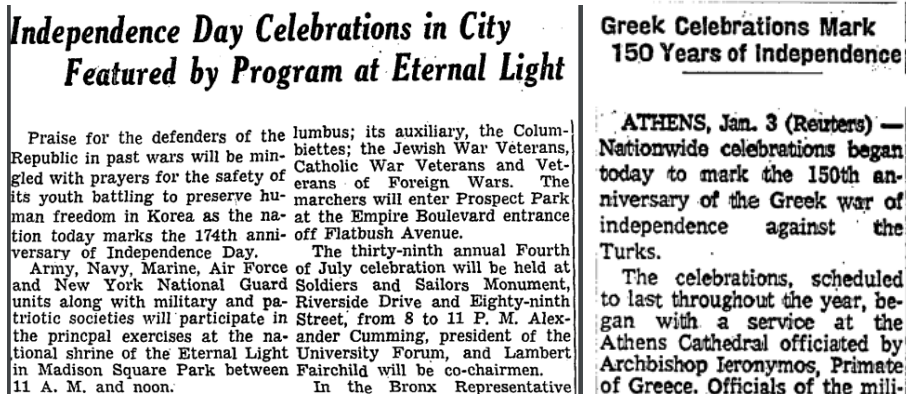 Independence Day Celebrations in City
Featured by Program at Eternal Light
Praise for the defenders of the
Republic in past wars will be min-
gled with prayers for the safety of
its youth battling to preserve hu-
man freedom in Korea as the na-
tion today marks the 174th anni-
versary of Independence Day.
Army, Navy, Marine, Air Force
and New York National Guard
units along with military and pa-
triotic societies will participate in
the princpal exercises at the na-
tional shrine of the Eternal Light
in Madison Square Park between
11 A. M. and noon.
lumbus; its auxiliary, the Colum-
biettes; the Jewish War Veterans,
Catholic War Veterans and Vet-
erans of Foreign Wars. The
marchers will enter Prospect Park
at the Empire Boulevard entrance
off Flatbush Avenue.
The thirty-ninth annual Fourth
of July celebration will be held at
Soldiers and Sailors Monument,
Riverside Drive and Eighty-ninth
Street, from 8 to 11 P. M. Alex-
ander Cumming, president of the
University Forum, and Lambert
Fairchild will be co-chairmen.
In the Bronx Representative
Greek Celebrations Mark
150 Years of Independence
ATHENS, Jan. 3 (Reuters) —
Nationwide celebrations began
today to mark the 150th an-
niversary of the Greek war of
independence against the
Turks.
The celebrations, scheduled
to last throughout the year, be-
gan with a service at the
Athens Cathedral officiated by
Archbishop Ieronymos, Primate
of Greece. Officials of the mili-